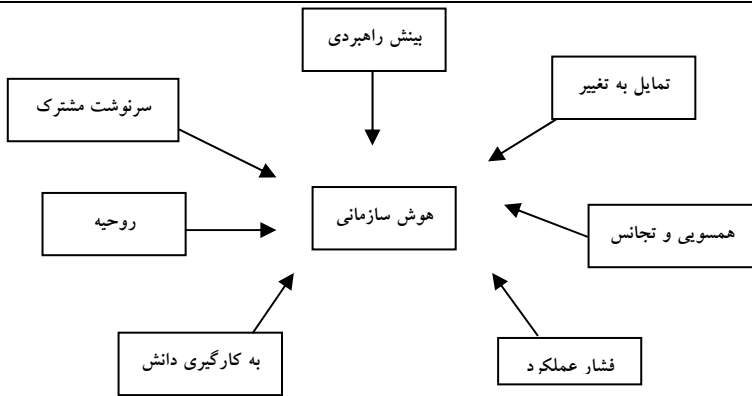 بینش راهبردی
تمایل به تغییر
سرنوشت مشترک
هوش سازمانی
روحیه
همسویی و تجانس
به کارگیری دانش
فشار عملکرد